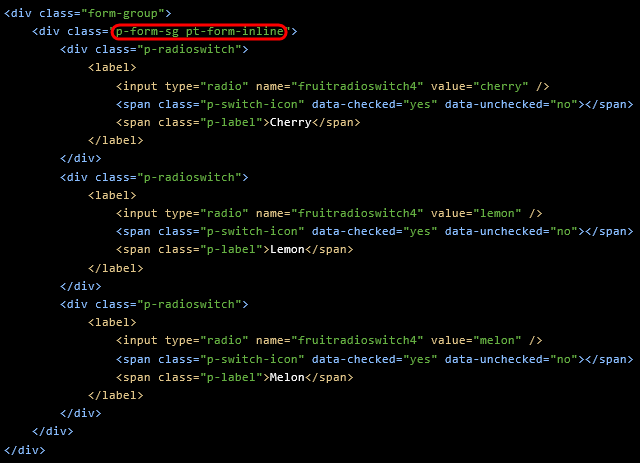 <div class="form-group">
<div class="p-form-sg pt-form-inline">
<div class="p-radioswitch">
<label>
<input type="radio" name="fruitradioswitch4" value="cherry" />
<span class="p-switch-icon" data-checked="yes" data-unchecked="no"></span>
<span class="p-label">Cherry</span>
</label>
</div>
<div class="p-radioswitch">
<label>
<input type="radio" name="fruitradioswitch4" value="lemon" />
<span class="p-switch-icon" data-checked="yes" data-unchecked="no"></span>
<span class="p-label">Lemon</span>
</label>
</div>
<div class="p-radioswitch">
<label>
<input type="radio" name="fruitradioswitch4" value="melon" />
<span class="p-switch-icon" data-checked="yes" data-unchecked="no"></span>
<span class="p-label">Melon</span>
</label>
</div>
</div>
</div>